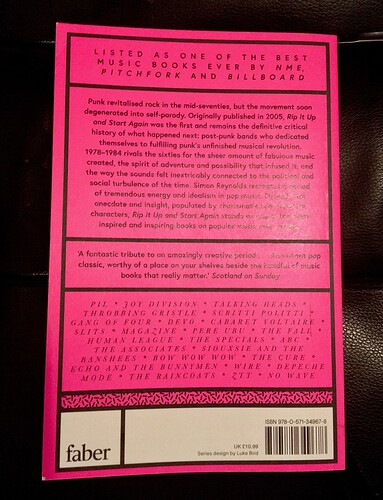 LISTED AS ONE OF THE BEST
MUSIC BOOKS EVER BY NME,
PITCHFORK AND BILLBOARD
Punk revitalised rock in the mid-seventies, but the movement soon
degenerated into self-parody. Originally published in 2005, Rip It Up
and Start Again was the first and remains the definitive critical
history of what happened next: post-punk bands who dedicated
themselves to fulfilling punk's unfinished musical revolution.
1978–1984 rivals the sixties for the sheer amount of fabulous music
created, the spirit of adventure and possibility that infused it, and
the way the sounds felt inextricably connected to the political and
social turbulence of the time. Simon Reynolds recreates a period
of tremendous energy and idealism in pop music.
anecdote and insight, populated by charismatic
characters, Rip It Up and Start Again stands as one of the most
inspired and inspiring books on popular music
'A fantastic tribute to an amazingly creative period ... pop
classic, worthy of a place on your shelves beside the handful of music
books that really matter.' Scotland on Sunday
PIL * JOY DIVISION * TALKING HEADS *
THROBBING GRISTLE * SCRITTI POLITTI *
GANG OF FOUR * DEVO * CABARET VOLTAIRE *
SLITS * MAGAZINE * PERE UBU * THE FALL *
HUMAN LEAGUE * THE SPECIALS * ABC *
THE ASSOCIATES * SIOUXSIE AND THE
BANSHEES * BOW WOW WOW * THE CURE *
ECHO AND THE BUNNYMEN * WIRE * DEPECHE
MODE * THE RAINCOATS * ZTT * NO WAVE
ISBN 978-0-571-34967-8
faber
UK £10.99
Series design by Luke Bird